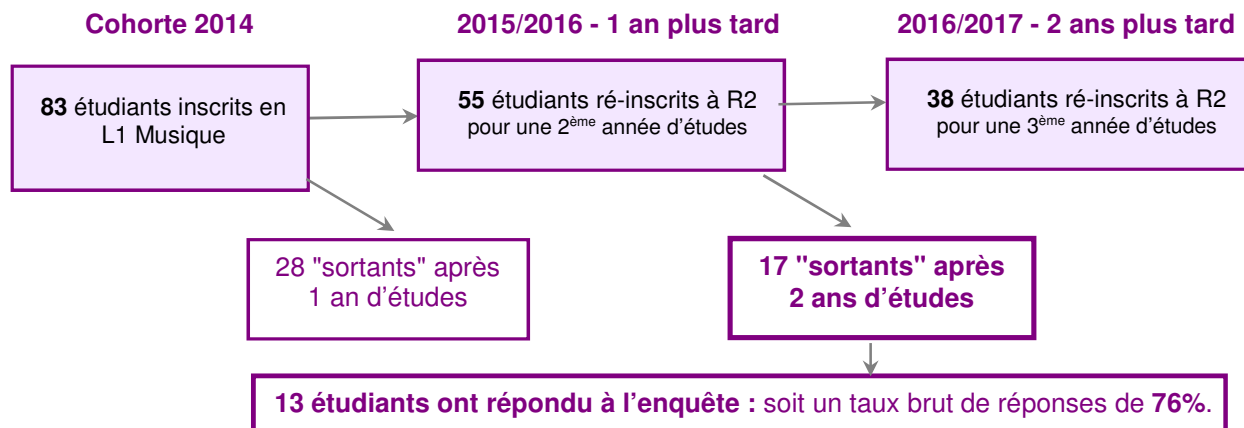 Cohorte 2014
2015/2016 - 1 an plus tard
2016/2017 - 2 ans plus tard
83 étudiants inscrits en
L1 Musique
55 étudiants ré-inscrits à R2
pour une 2ème année d’études
38 étudiants ré-inscrits à R2
pour une 3ème année d’études
28 "sortants" après
1 an d’études
17 "sortants" après
2 ans d’études
13 étudiants ont répondu à l’enquête : soit un taux brut de réponses de 76%.